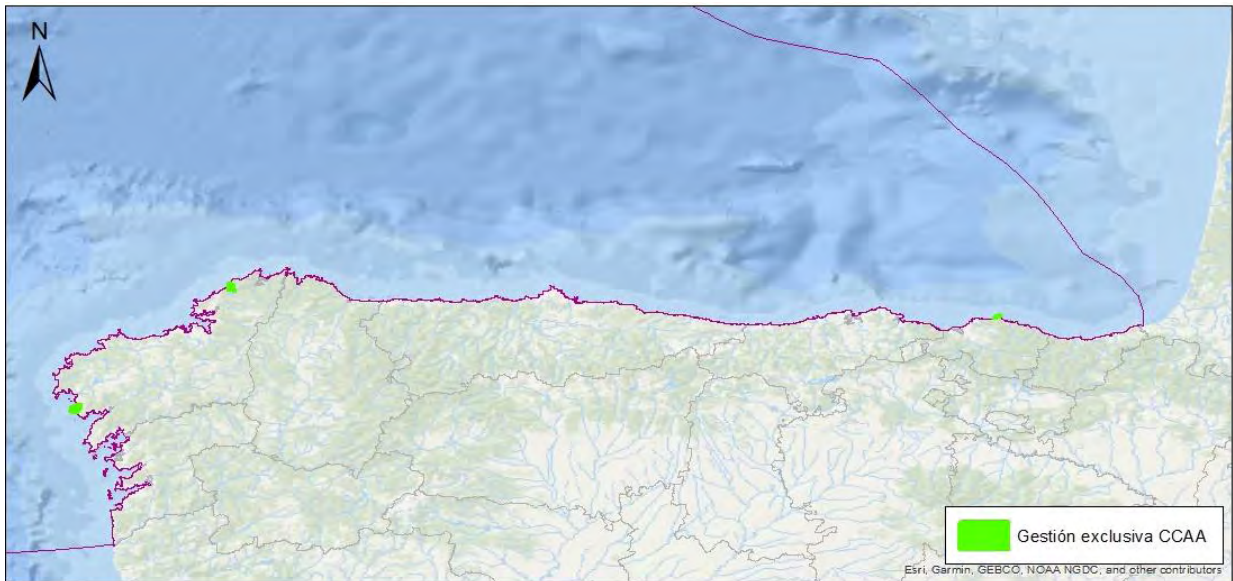 N
Gestión exclusiva CCAA
Esri, Garmin, GEBCO, NOAA NGDC, and other contributors